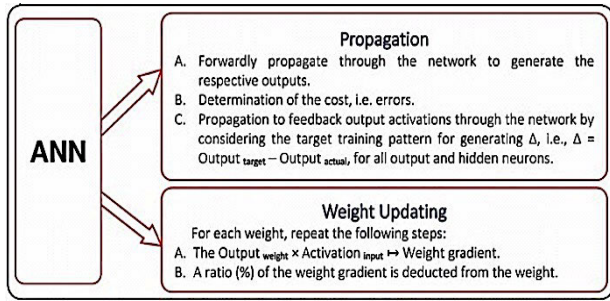 ANN
Propagation
A. Forwardly propagate through the network to generate the
respective outputs.
B. Determination of the cost, i.e. errors.
C. Propagation to feedback output activations through the network by
considering the target training pattern for generating Δ, i.e., Δ =
Output target – Output actual, for all output and hidden neurons.
Weight Updating
For each weight, repeat the following steps:
A. The Output weight × Activation input ↦ Weight gradient.
B. A ratio (%) of the weight gradient is deducted from the weight.